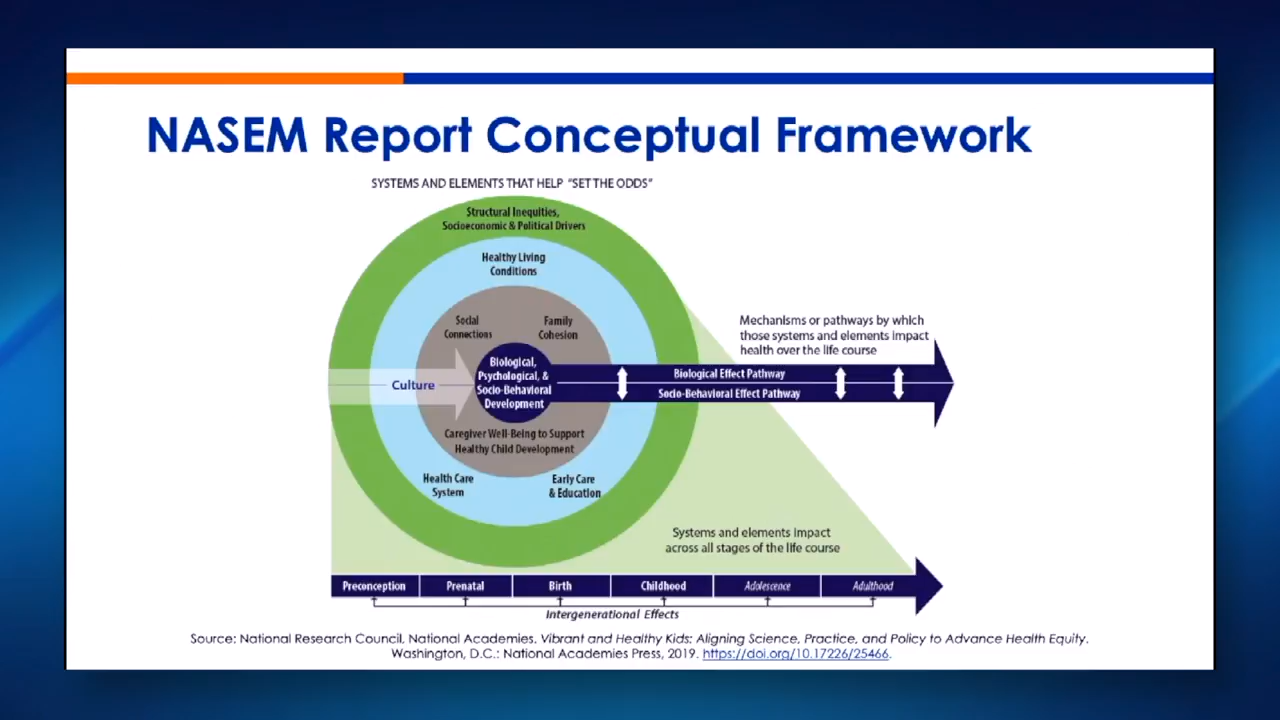 NASEM Report Conceptual Framework
SYSTEMS AND ELEMENTS THAT HELP "SET THE ODDS"
Structural Inequities,
Socioeconomic & Political Drivers
Healthy Living
Conditions
Social
Connections
Family
Cohesion
Mechanisms or pathways by which
those systems and elements impact
health over the life course
Culture
Biological,
Psychological, &
Socio-Behavioral
Development
Biological Effect Pathway
Socio-Behavioral Effect Pathway
Caregiver Well-Being to Support
Healthy Child Development
Health Care
System
Early Care
& Education
Systems and elements impact
across all stages of the life course
Preconception
Prenatal
Birth
Childhood
Adolescence
Adulthood
Intergenerational Effects
Source: National Research Council, National Academies. Vibrant and Healthy Kids: Aligning Science, Practice, and Policy to Advance Health Equity.
Washington, D.C.: National Academies Press, 2019. https://doi.org/10.17226/25466.